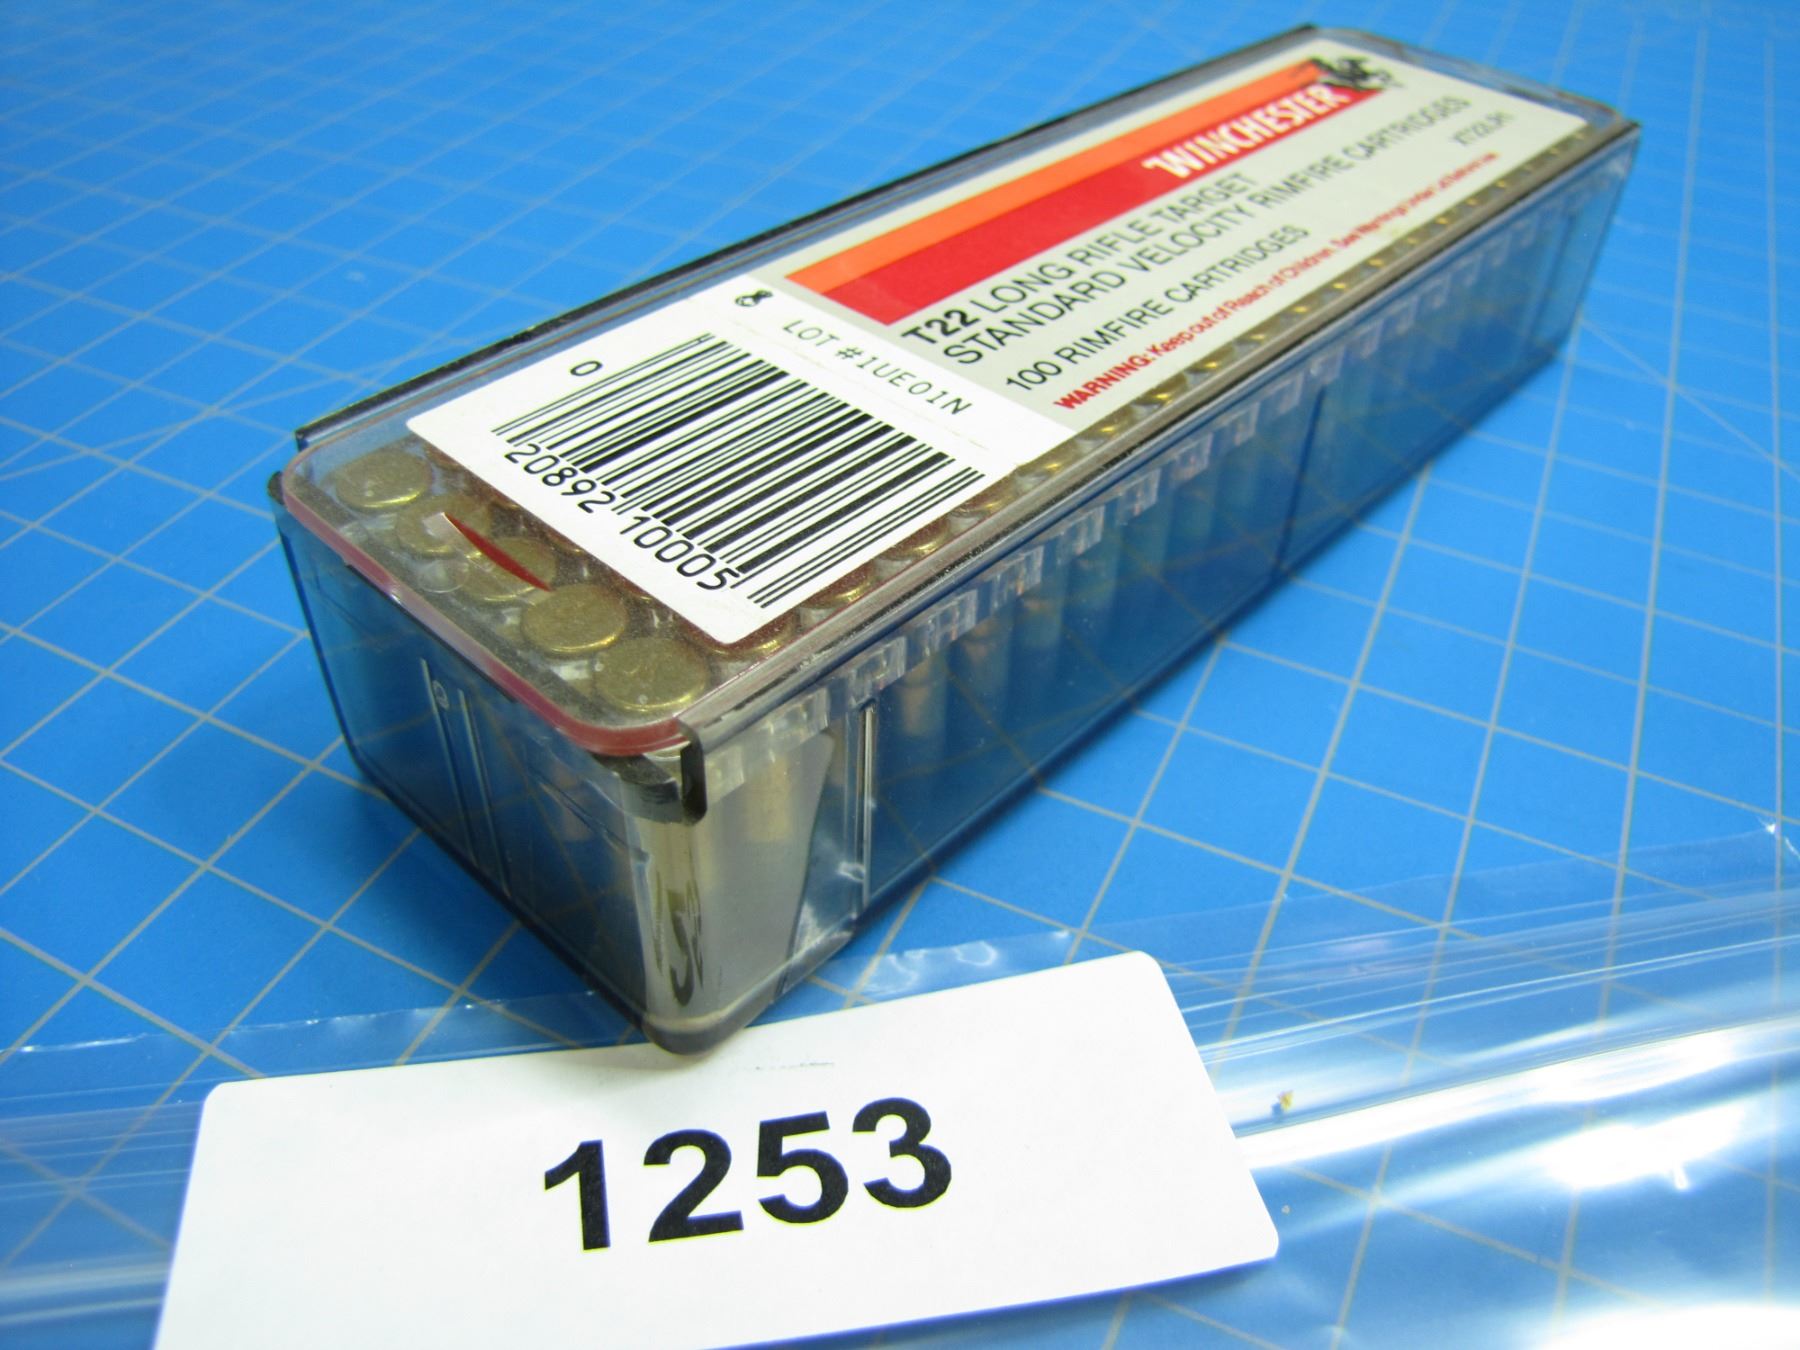 WINCHESTER
T22 LONG RIFLE TARGET
STANDARD VELOCITY RIMFIRE CARTRIDGES
XT22LR1
100 RIMFIRE CARTRIDGES
WARNING: Keep out of Reach of Children. See Warnings Under Lid Before Use
8
LOT #1UE01N
0 20892 10005
1253